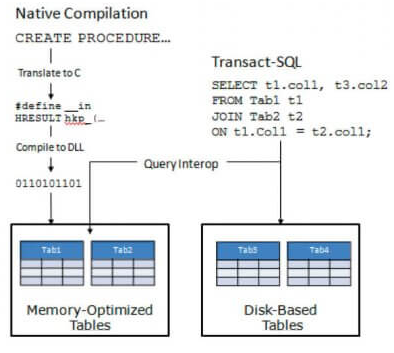 Native Compilation
CREATE PROCEDURE…
Translate to C
#define __in
HRESULT hkp_(…
Compile to DLL
0110101101
Transact-SQL
SELECT t1.col1, t3.col2
FROM Tab1 t1
JOIN Tab2 t2
ON t1.Col1 = t2.col1;
Query Interop
Tab1
Tab2
Memory-Optimized
Tables
Tab3
Tab4
Disk-Based
Tables